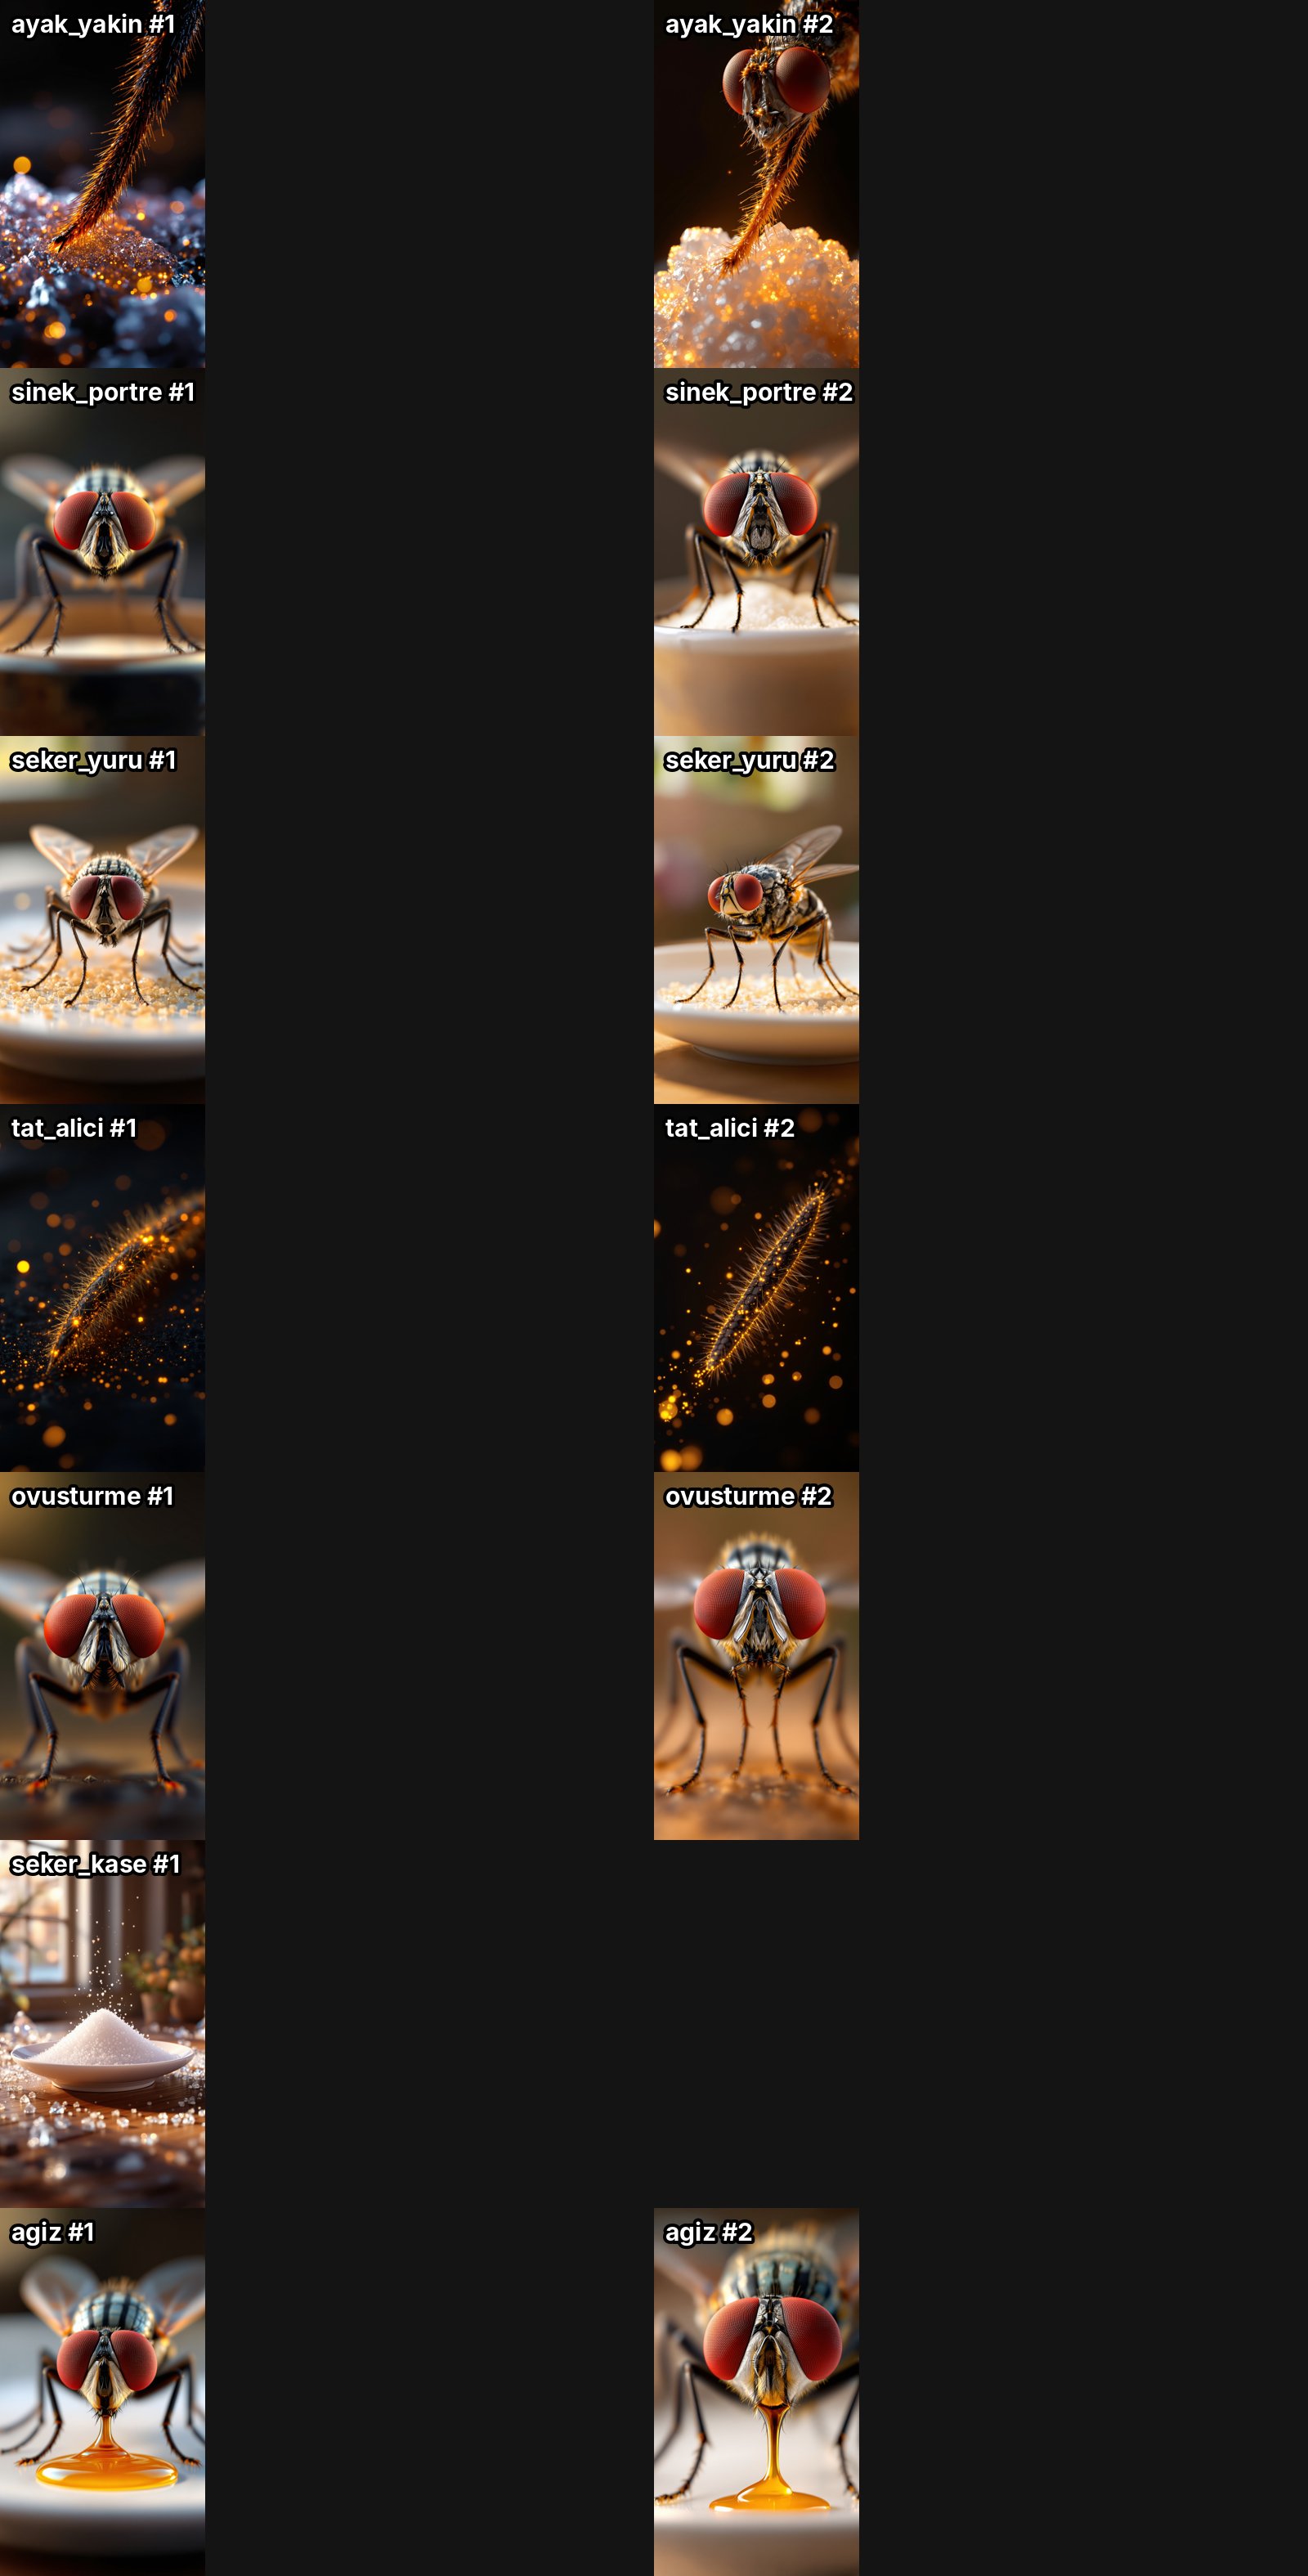 ayak_yakin #1
ayak_yakin #2
sinek_portre #1
sinek_portre #2
seker_yuru #1
seker_yuru #2
tat_alici #1
tat_alici #2
ovusturme #1
ovusturme #2
seker_kase #1
agiz #1
agiz #2